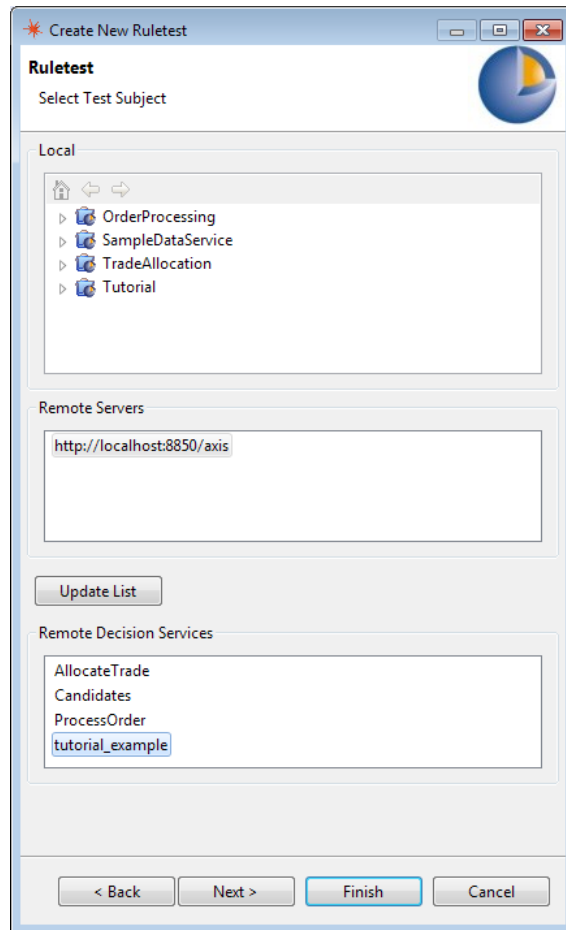 Create New Ruletest
Ruletest
Select Test Subject
Local
OrderProcessing
SampleDataService
TradeAllocation
Tutorial
Remote Servers
http://localhost:8850/axis
Update List
Remote Decision Services
AllocateTrade
Candidates
ProcessOrder
tutorial_example
< Back Next > Finish Cancel